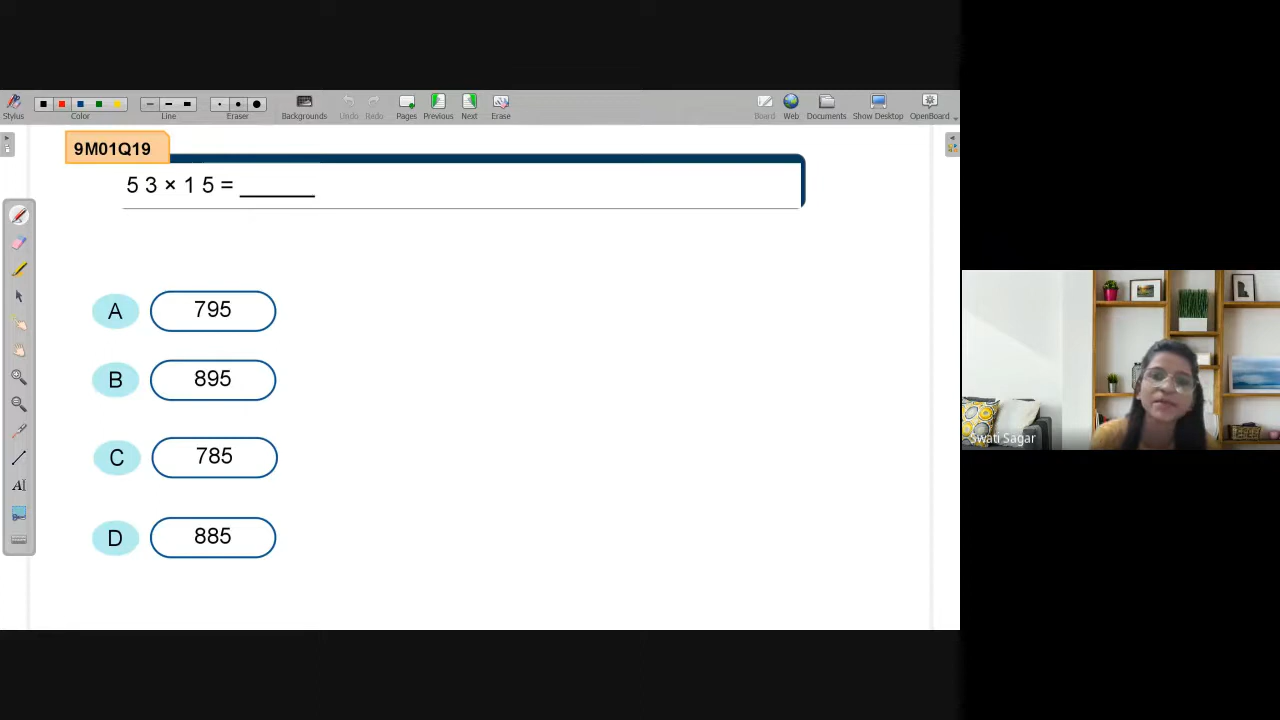 Stylus
Color
Line
Eraser
Backgrounds
Undo
Redo
Pages
Previous
Next
Erase
Board
Web
Documents
Show Desktop
OpenBoard
9M01Q19
5 3 × 1 5 = ______
A 795
B 895
C 785
D 885
Swati Sagar